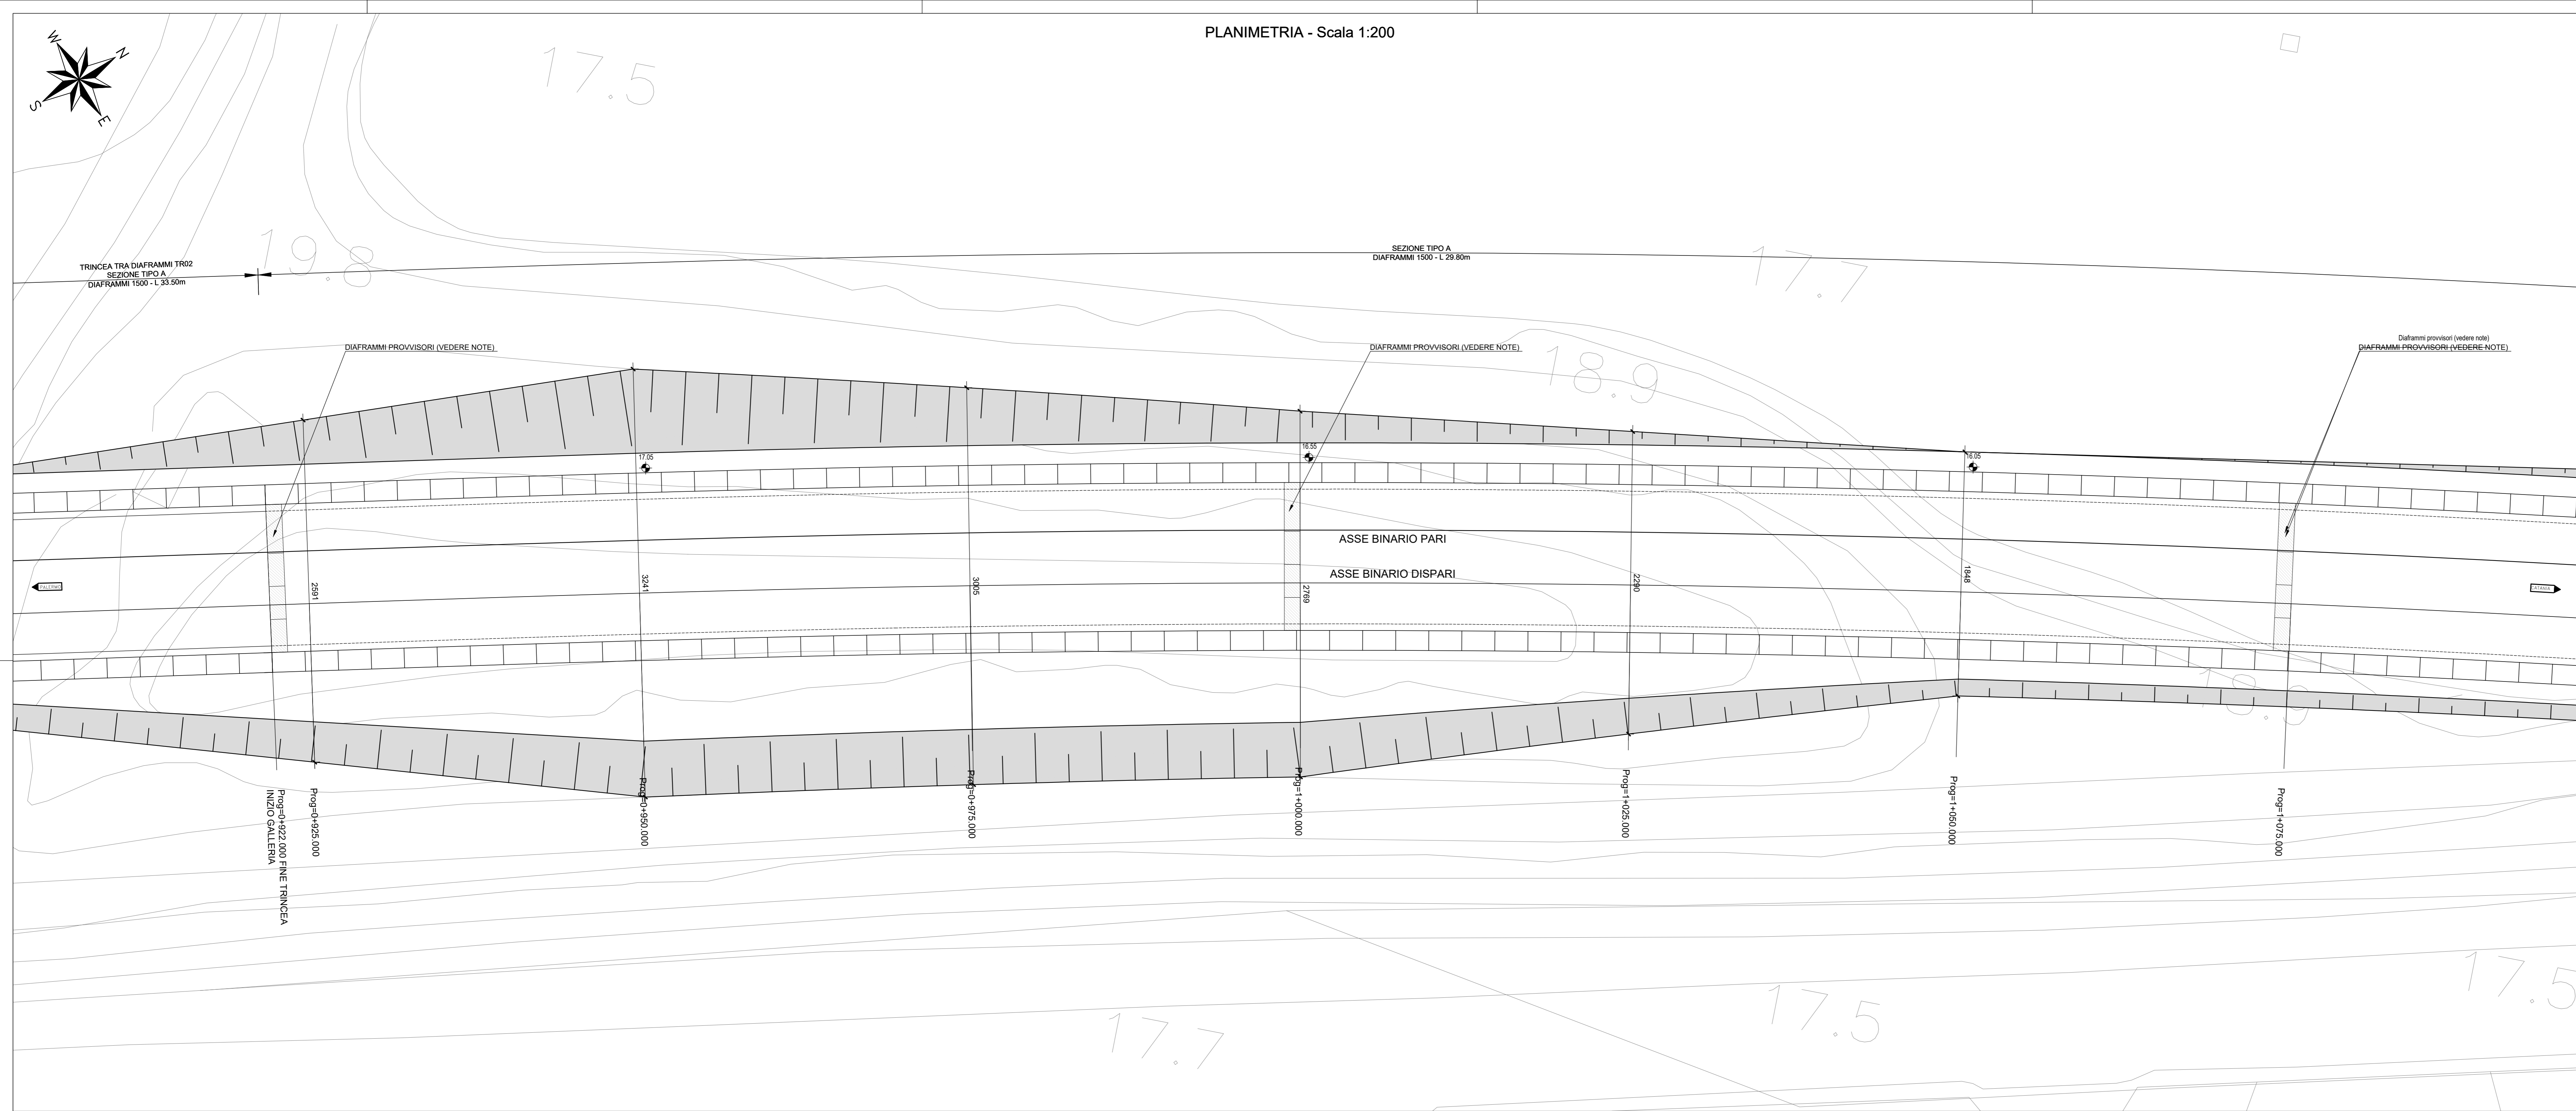 PLANIMETRIA - Scala 1:200
W
N
S
E
17.5
19.8
TRINCEA TRA DIAFRAMMI TR02
SEZIONE TIPO A
DIAFRAMMI 1500 - L 33.50m
SEZIONE TIPO A
DIAFRAMMI 1500 - L 29.80m
17.7
DIAFRAMMI PROVVISORI (VEDERE NOTE)
DIAFRAMMI PROVVISORI (VEDERE NOTE)
Diaframmi provvisori (vedere note)
DIAFRAMMI PROVVISORI (VEDERE NOTE)
18.9
17.05
16.55
16.05
ASSE BINARIO PARI
ASSE BINARIO DISPARI
PALERMO
CATANIA
2591
3241
3005
2769
2290
1848
Prog=0+922.000 FINE TRINCEA
INIZIO GALLERIA
Prog=0+925.000
Prog=0+950.000
Prog=0+975.000
Prog=1+000.000
Prog=1+025.000
Prog=1+050.000
Prog=1+075.000
17.7
17.5
17.5